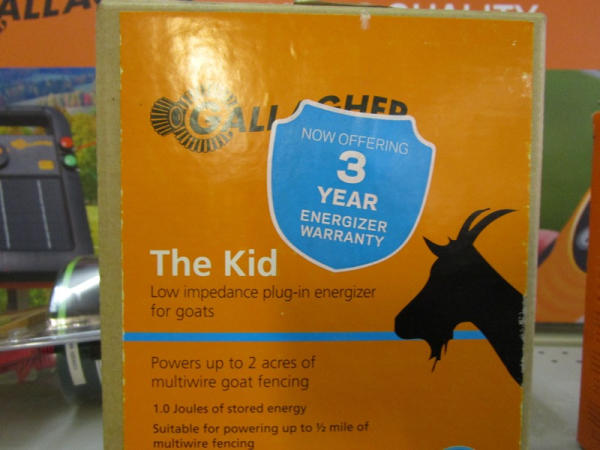 QUALITY
GALLAGHER
NOW OFFERING
3
YEAR
ENERGIZER
WARRANTY
The Kid
Low impedance plug-in energizer
for goats
Powers up to 2 acres of
multiwire goat fencing
1.0 Joules of stored energy
Suitable for powering up to ½ mile of
multiwire fencing